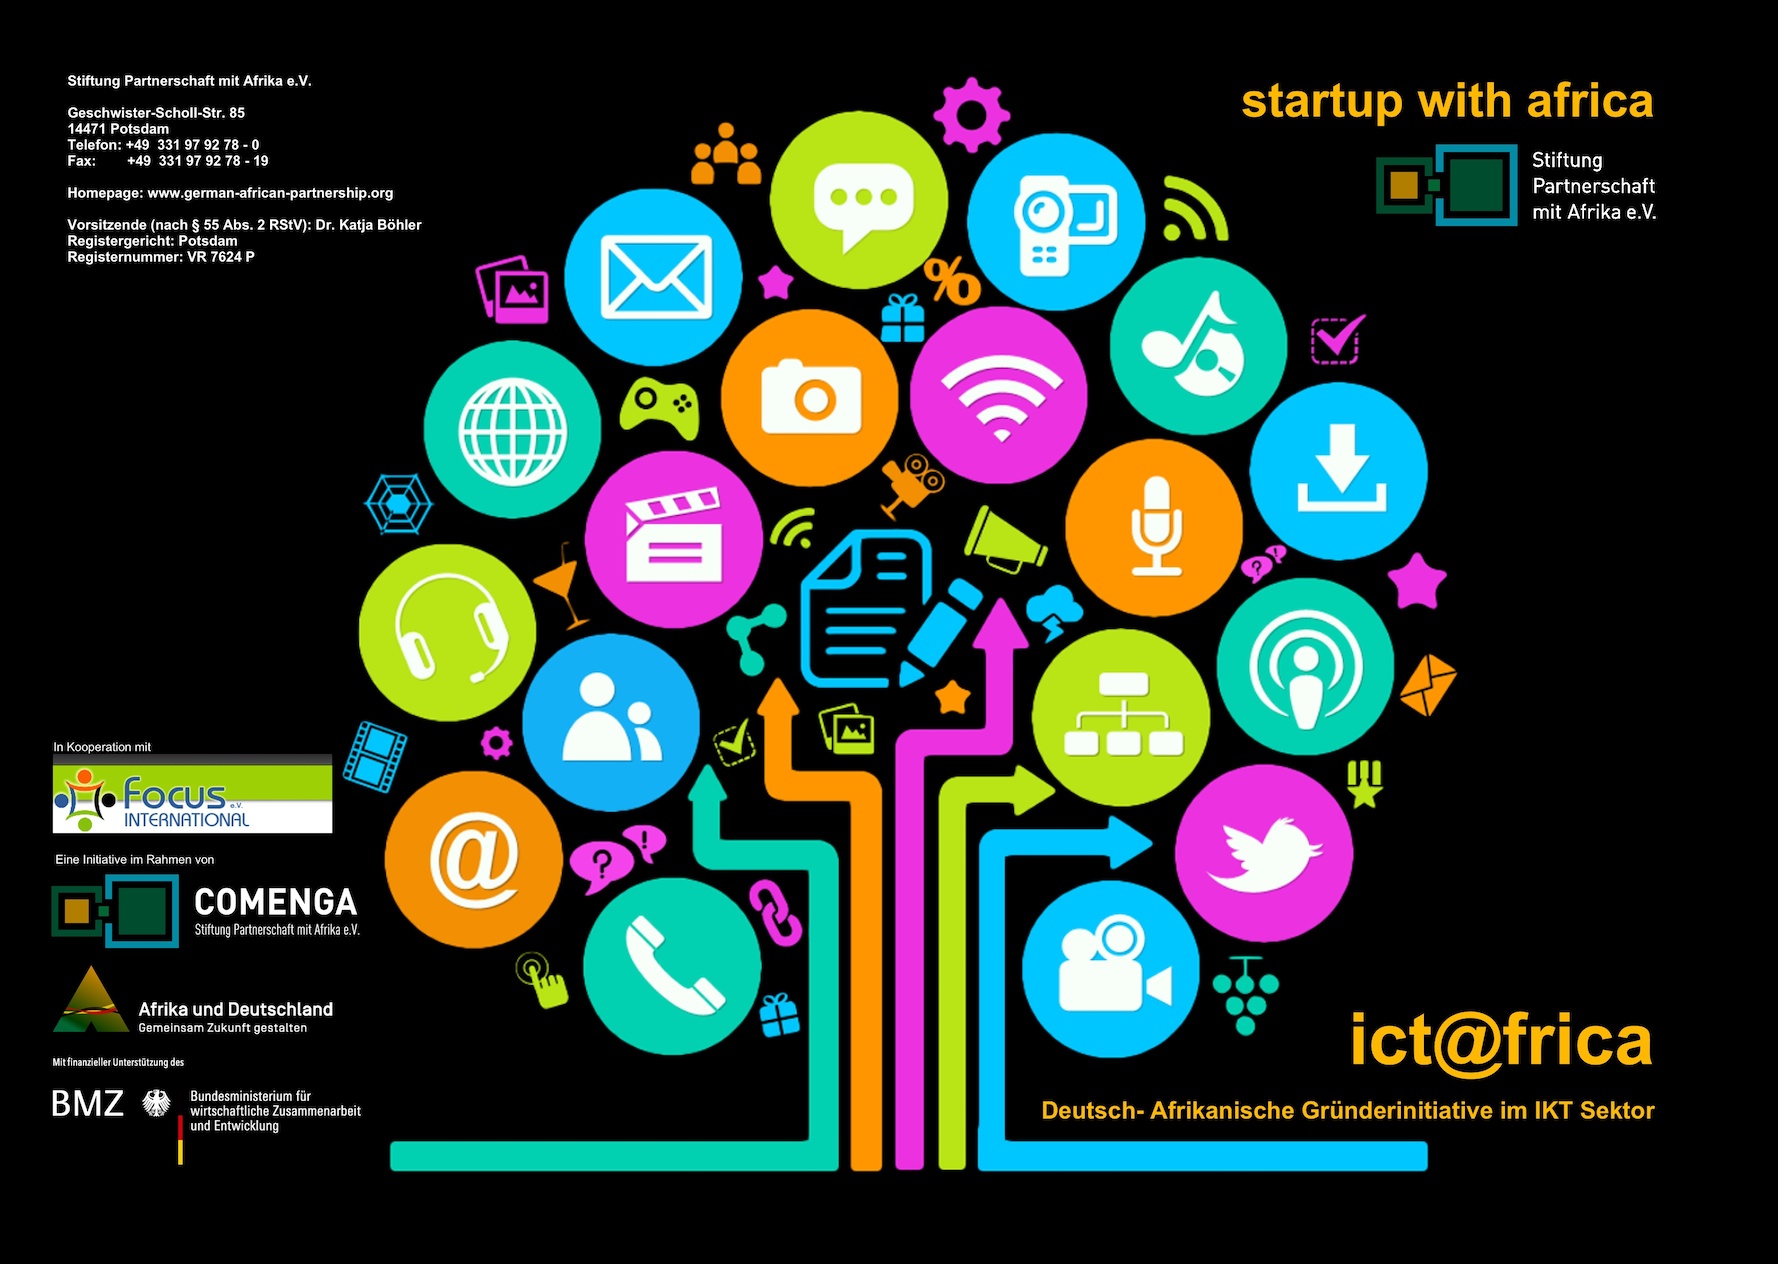 Stiftung Partnerschaft mit Afrika e.V.
Geschwister-Scholl-Str. 85
14471 Potsdam
Telefon: +49 331 97 92 78 - 0
Fax: +49 331 97 92 78 - 19
Homepage: www.german-african-partnership.org
Vorsitzende (nach § 55 Abs. 2 RStV): Dr. Katja Böhler
Registergericht: Potsdam
Registernummer: VR 7624 P
startup with africa
Stiftung
Partnerschaft
mit Afrika e.V.
In Kooperation mit
Focus e.V.
INTERNATIONAL
Eine Initiative im Rahmen von
COMENGA
Stiftung Partnerschaft mit Afrika e.V.
Afrika und Deutschland
Gemeinsam Zukunft gestalten
Mit finanzieller Unterstützung des
BMZ
Bundesministerium für
wirtschaftliche Zusammenarbeit
und Entwicklung
ict@frica
Deutsch- Afrikanische Gründerinitiative im IKT Sektor